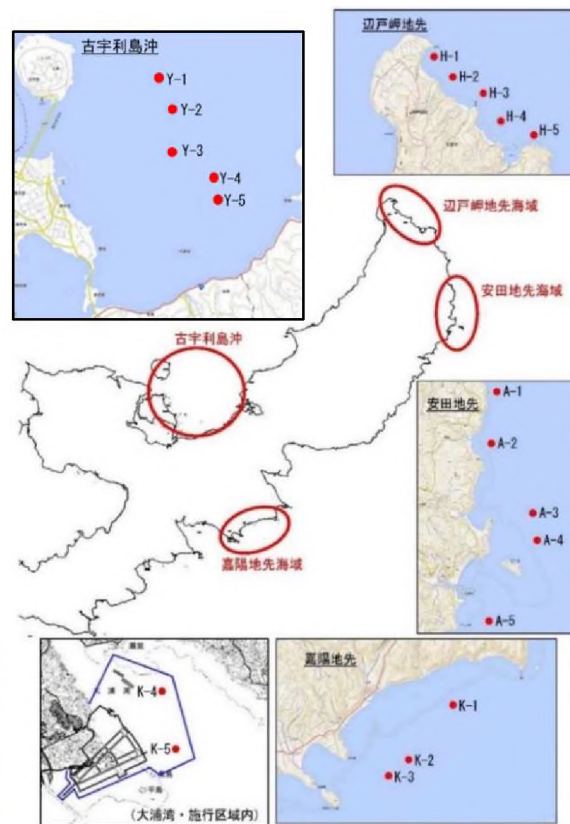 古宇利島沖
Y-1
Y-2
Y-3
Y-4
Y-5
辺戸岬地先
H-1
H-2
H-3
H-4
H-5
辺戸岬地先海域
安田地先海域
古宇利島沖
嘉陽地先海域
安田地先
A-1
A-2
A-3
A-4
A-5
K-4
K-5
平島
(大浦湾・施行区域内)
嘉陽地先
K-1
K-2
K-3